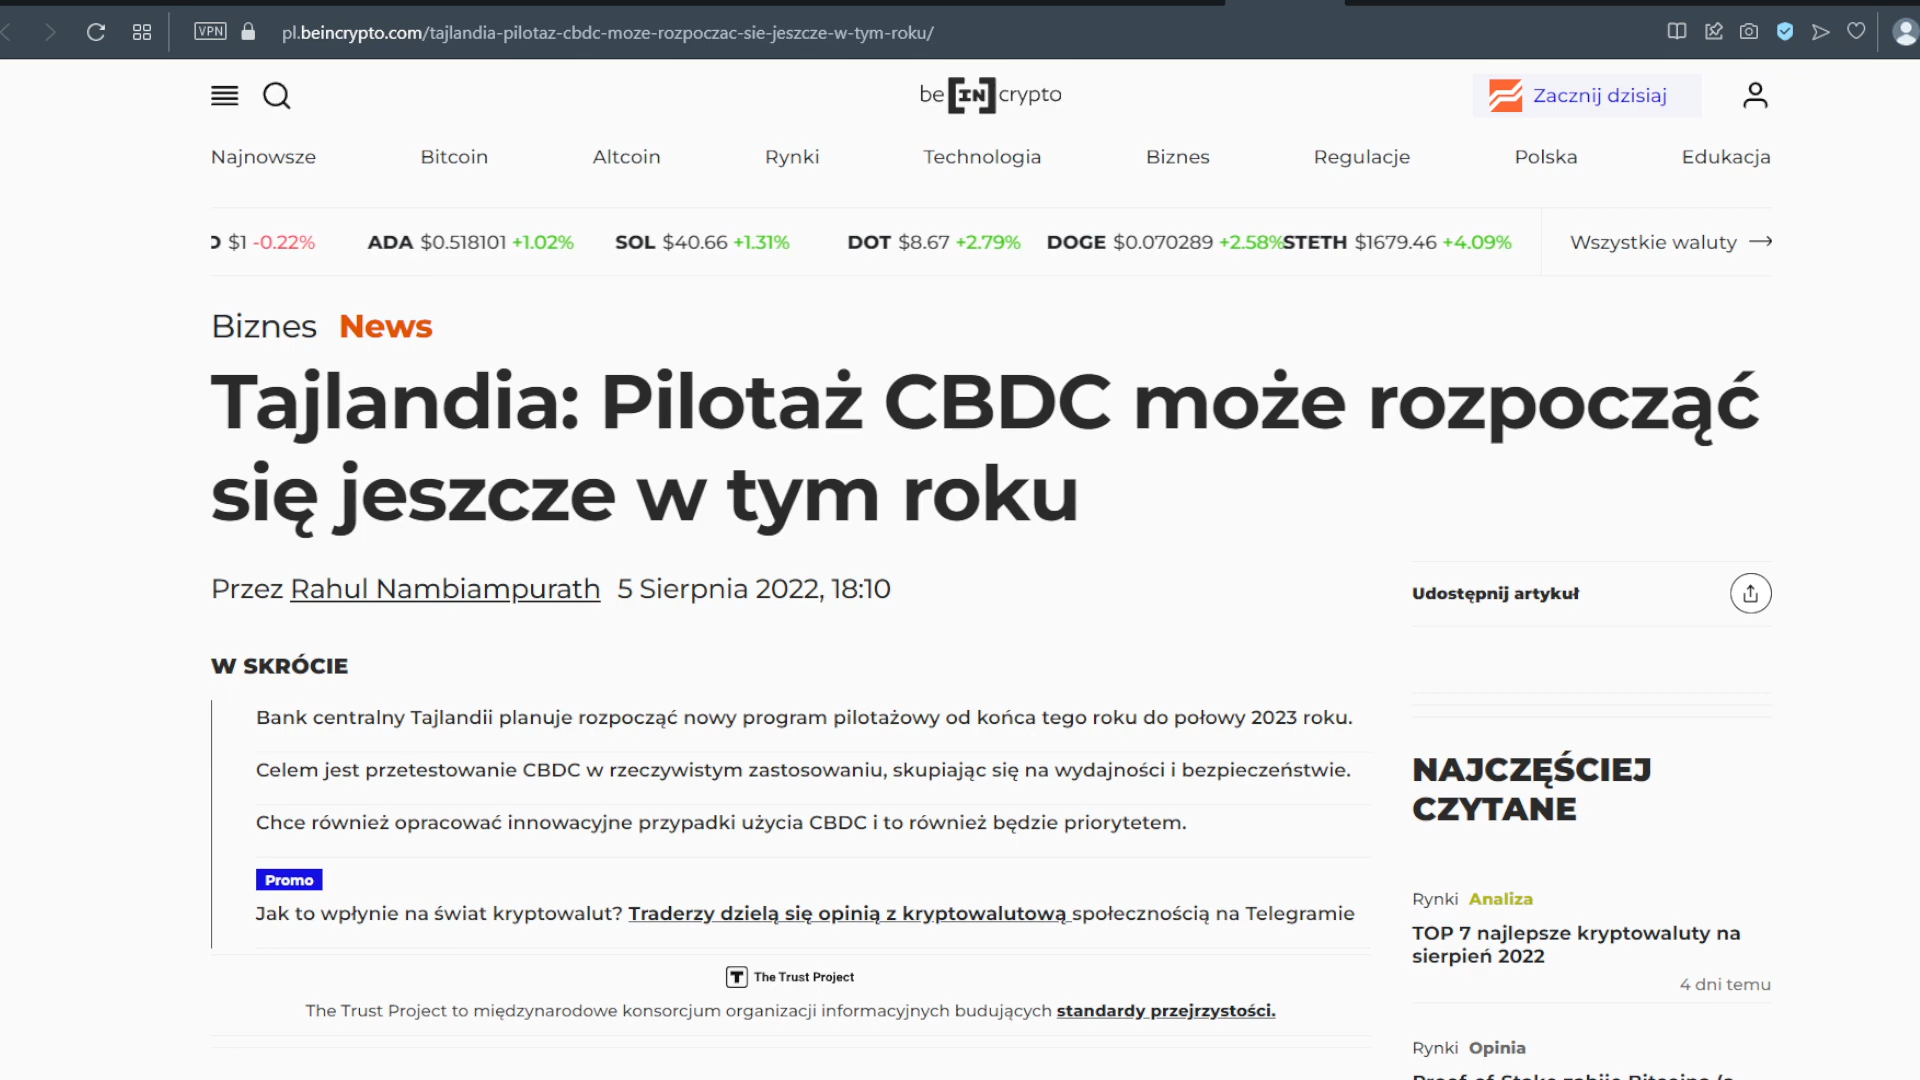 VPN
pl.beincrypto.com/tajlandia-pilotaz-cbdc-moze-rozpoczac-sie-jeszcze-w-tym-roku/
be[IN]crypto
Zacznij dzisiaj
Najnowsze Bitcoin Altcoin Rynki Technologia Biznes Regulacje Polska Edukacja
$1 -0.22% ADA $0.518101 +1.02% SOL $40.66 +1.31% DOT $8.67 +2.79% DOGE $0.070289 +2.58% STETH $1679.46 +4.09% Wszystkie waluty
Biznes News
Tajlandia: Pilotaż CBDC może rozpocząć
się jeszcze w tym roku
Przez Rahul Nambiampurath 5 Sierpnia 2022, 18:10
Udostępnij artykuł
W SKRÓCIE
Bank centralny Tajlandii planuje rozpocząć nowy program pilotażowy od końca tego roku do połowy 2023 roku.
Celem jest przetestowanie CBDC w rzeczywistym zastosowaniu, skupiając się na wydajności i bezpieczeństwie.
Chce również opracować innowacyjne przypadki użycia CBDC i to również będzie priorytetem.
Promo
Jak to wpłynie na świat kryptowalut? Traderzy dzielą się opinią z kryptowalutową społecznością na Telegramie
The Trust Project
The Trust Project to międzynarodowe konsorcjum organizacji informacyjnych budujących standardy przejrzystości.
NAJCZĘŚCIEJ
CZYTANE
Rynki Analiza
TOP 7 najlepsze kryptowaluty na
sierpień 2022
4 dni temu
Rynki Opinia
Proof of Stake zabije Bitcoina (a